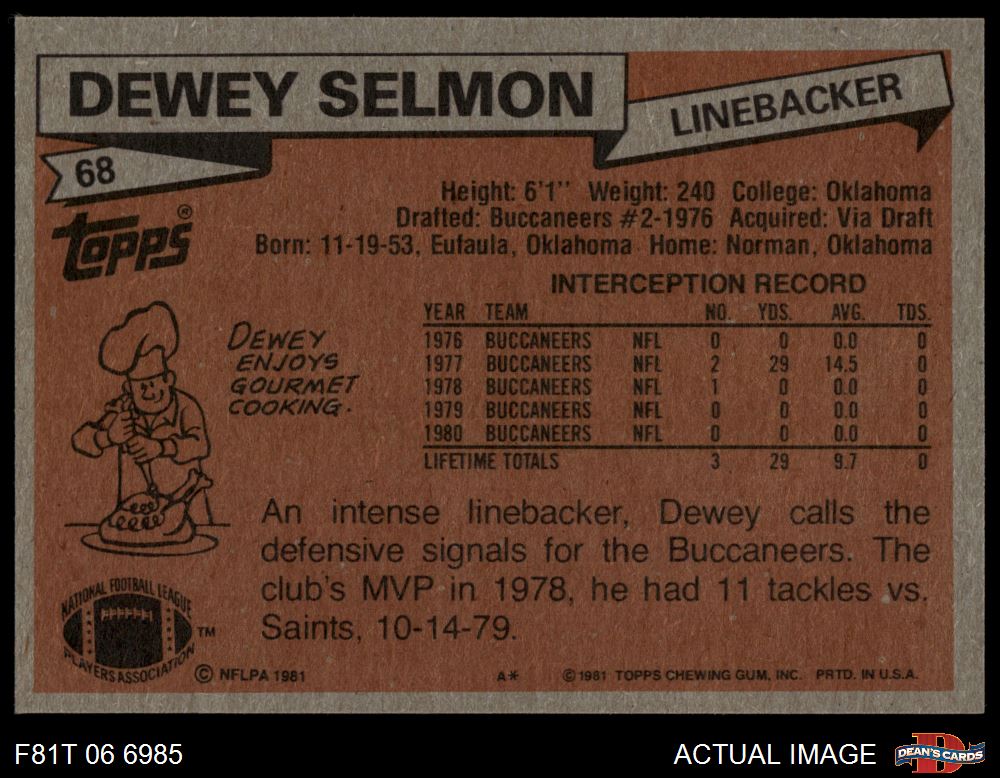 DEWEY SELMON
LINEBACKER
68
TOPPS®
Height: 6'1'' Weight: 240 College: Oklahoma
Drafted: Buccaneers #2-1976 Acquired: Via Draft
Born: 11-19-53, Eufaula, Oklahoma Home: Norman, Oklahoma
DEWEY
ENJOYS
GOURMET
COOKING.
INTERCEPTION RECORD
YEAR TEAM NO. YDS. AVG. TDS.
1976 BUCCANEERS NFL 0 0 0.0 0
1977 BUCCANEERS NFL 2 29 14.5 0
1978 BUCCANEERS NFL 1 0 0.0 0
1979 BUCCANEERS NFL 0 0 0.0 0
1980 BUCCANEERS NFL 0 0 0.0 0
LIFETIME TOTALS 3 29 9.7 0
An intense linebacker, Dewey calls the
defensive signals for the Buccaneers. The
club's MVP in 1978, he had 11 tackles vs.
Saints, 10-14-79.
NATIONAL FOOTBALL LEAGUE
PLAYERS ASSOCIATION
TM
© NFLPA 1981 A* © 1981 TOPPS CHEWING GUM, INC. PRTD. IN U.S.A.
F81T 06 6985 ACTUAL IMAGE
D
DEAN'S CARDS